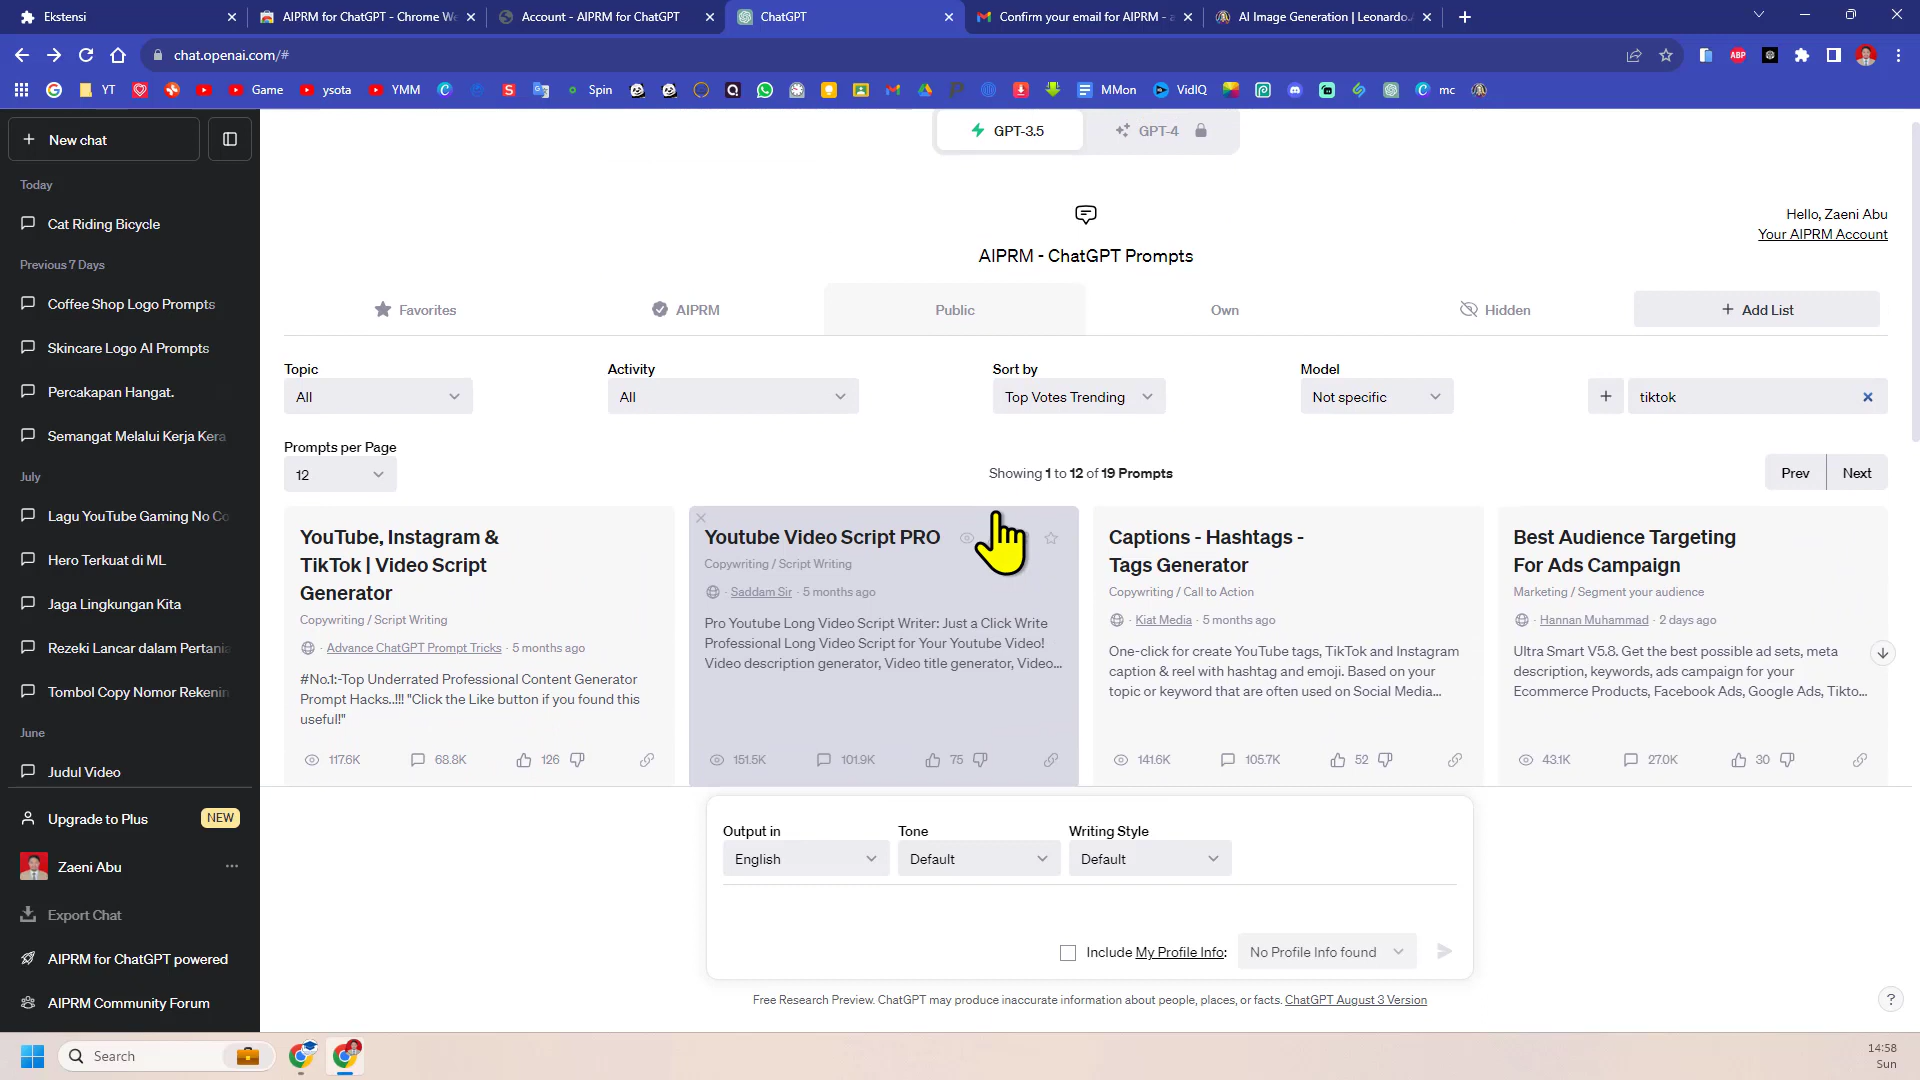 Ekstensi
AIPRM for ChatGPT - Chrome We
Account - AIPRM for ChatGPT
ChatGPT
Confirm your email for AIPRM - a
AI Image Generation | Leonardo.
chat.openai.com/#
ABP
YT
Game
ysota
YMM
Spin
MMon
VidIQ
mc
New chat
Today
Cat Riding Bicycle
Previous 7 Days
Coffee Shop Logo Prompts
Skincare Logo AI Prompts
Percakapan Hangat.
Semangat Melalui Kerja Kera
July
Lagu YouTube Gaming No Co
Hero Terkuat di ML
Jaga Lingkungan Kita
Rezeki Lancar dalam Pertania
Tombol Copy Nomor Rekenin
June
Judul Video
Upgrade to Plus
NEW
Zaeni Abu
Export Chat
AIPRM for ChatGPT powered
AIPRM Community Forum
GPT-3.5
GPT-4
Hello, Zaeni Abu
Your AIPRM Account
AIPRM - ChatGPT Prompts
Favorites
AIPRM
Public
Own
Hidden
+ Add List
Topic
All
Activity
All
Sort by
Top Votes Trending
Model
Not specific
tiktok
Prompts per Page
12
Showing 1 to 12 of 19 Prompts
Prev
Next
YouTube, Instagram &
TikTok | Video Script
Generator
Copywriting / Script Writing
· Advance ChatGPT Prompt Tricks · 5 months ago
#No.1:-Top Underrated Professional Content Generator
Prompt Hacks..!!! "Click the Like button if you found this
useful!"
117.6K
68.8K
126
Youtube Video Script PRO
Copywriting / Script Writing
· Saddam Sir · 5 months ago
Pro Youtube Long Video Script Writer: Just a Click Write
Professional Long Video Script for Your Youtube Video!
Video description generator, Video title generator, Video...
151.5K
101.9K
75
Captions - Hashtags -
Tags Generator
Copywriting / Call to Action
· Kiat Media · 5 months ago
One-click for create YouTube tags, TikTok and Instagram
caption & reel with hashtag and emoji. Based on your
topic or keyword that are often used on Social Media...
141.6K
105.7K
52
Best Audience Targeting
For Ads Campaign
Marketing / Segment your audience
· Hannan Muhammad · 2 days ago
Ultra Smart V5.8. Get the best possible ad sets, meta
description, keywords, ads campaign for your
Ecommerce Products, Facebook Ads, Google Ads, Tikto...
43.1K
27.0K
30
Output in
English
Tone
Default
Writing Style
Default
Include My Profile Info:
No Profile Info found
Free Research Preview. ChatGPT may produce inaccurate information about people, places, or facts. ChatGPT August 3 Version
?
Search
14:58
Sun